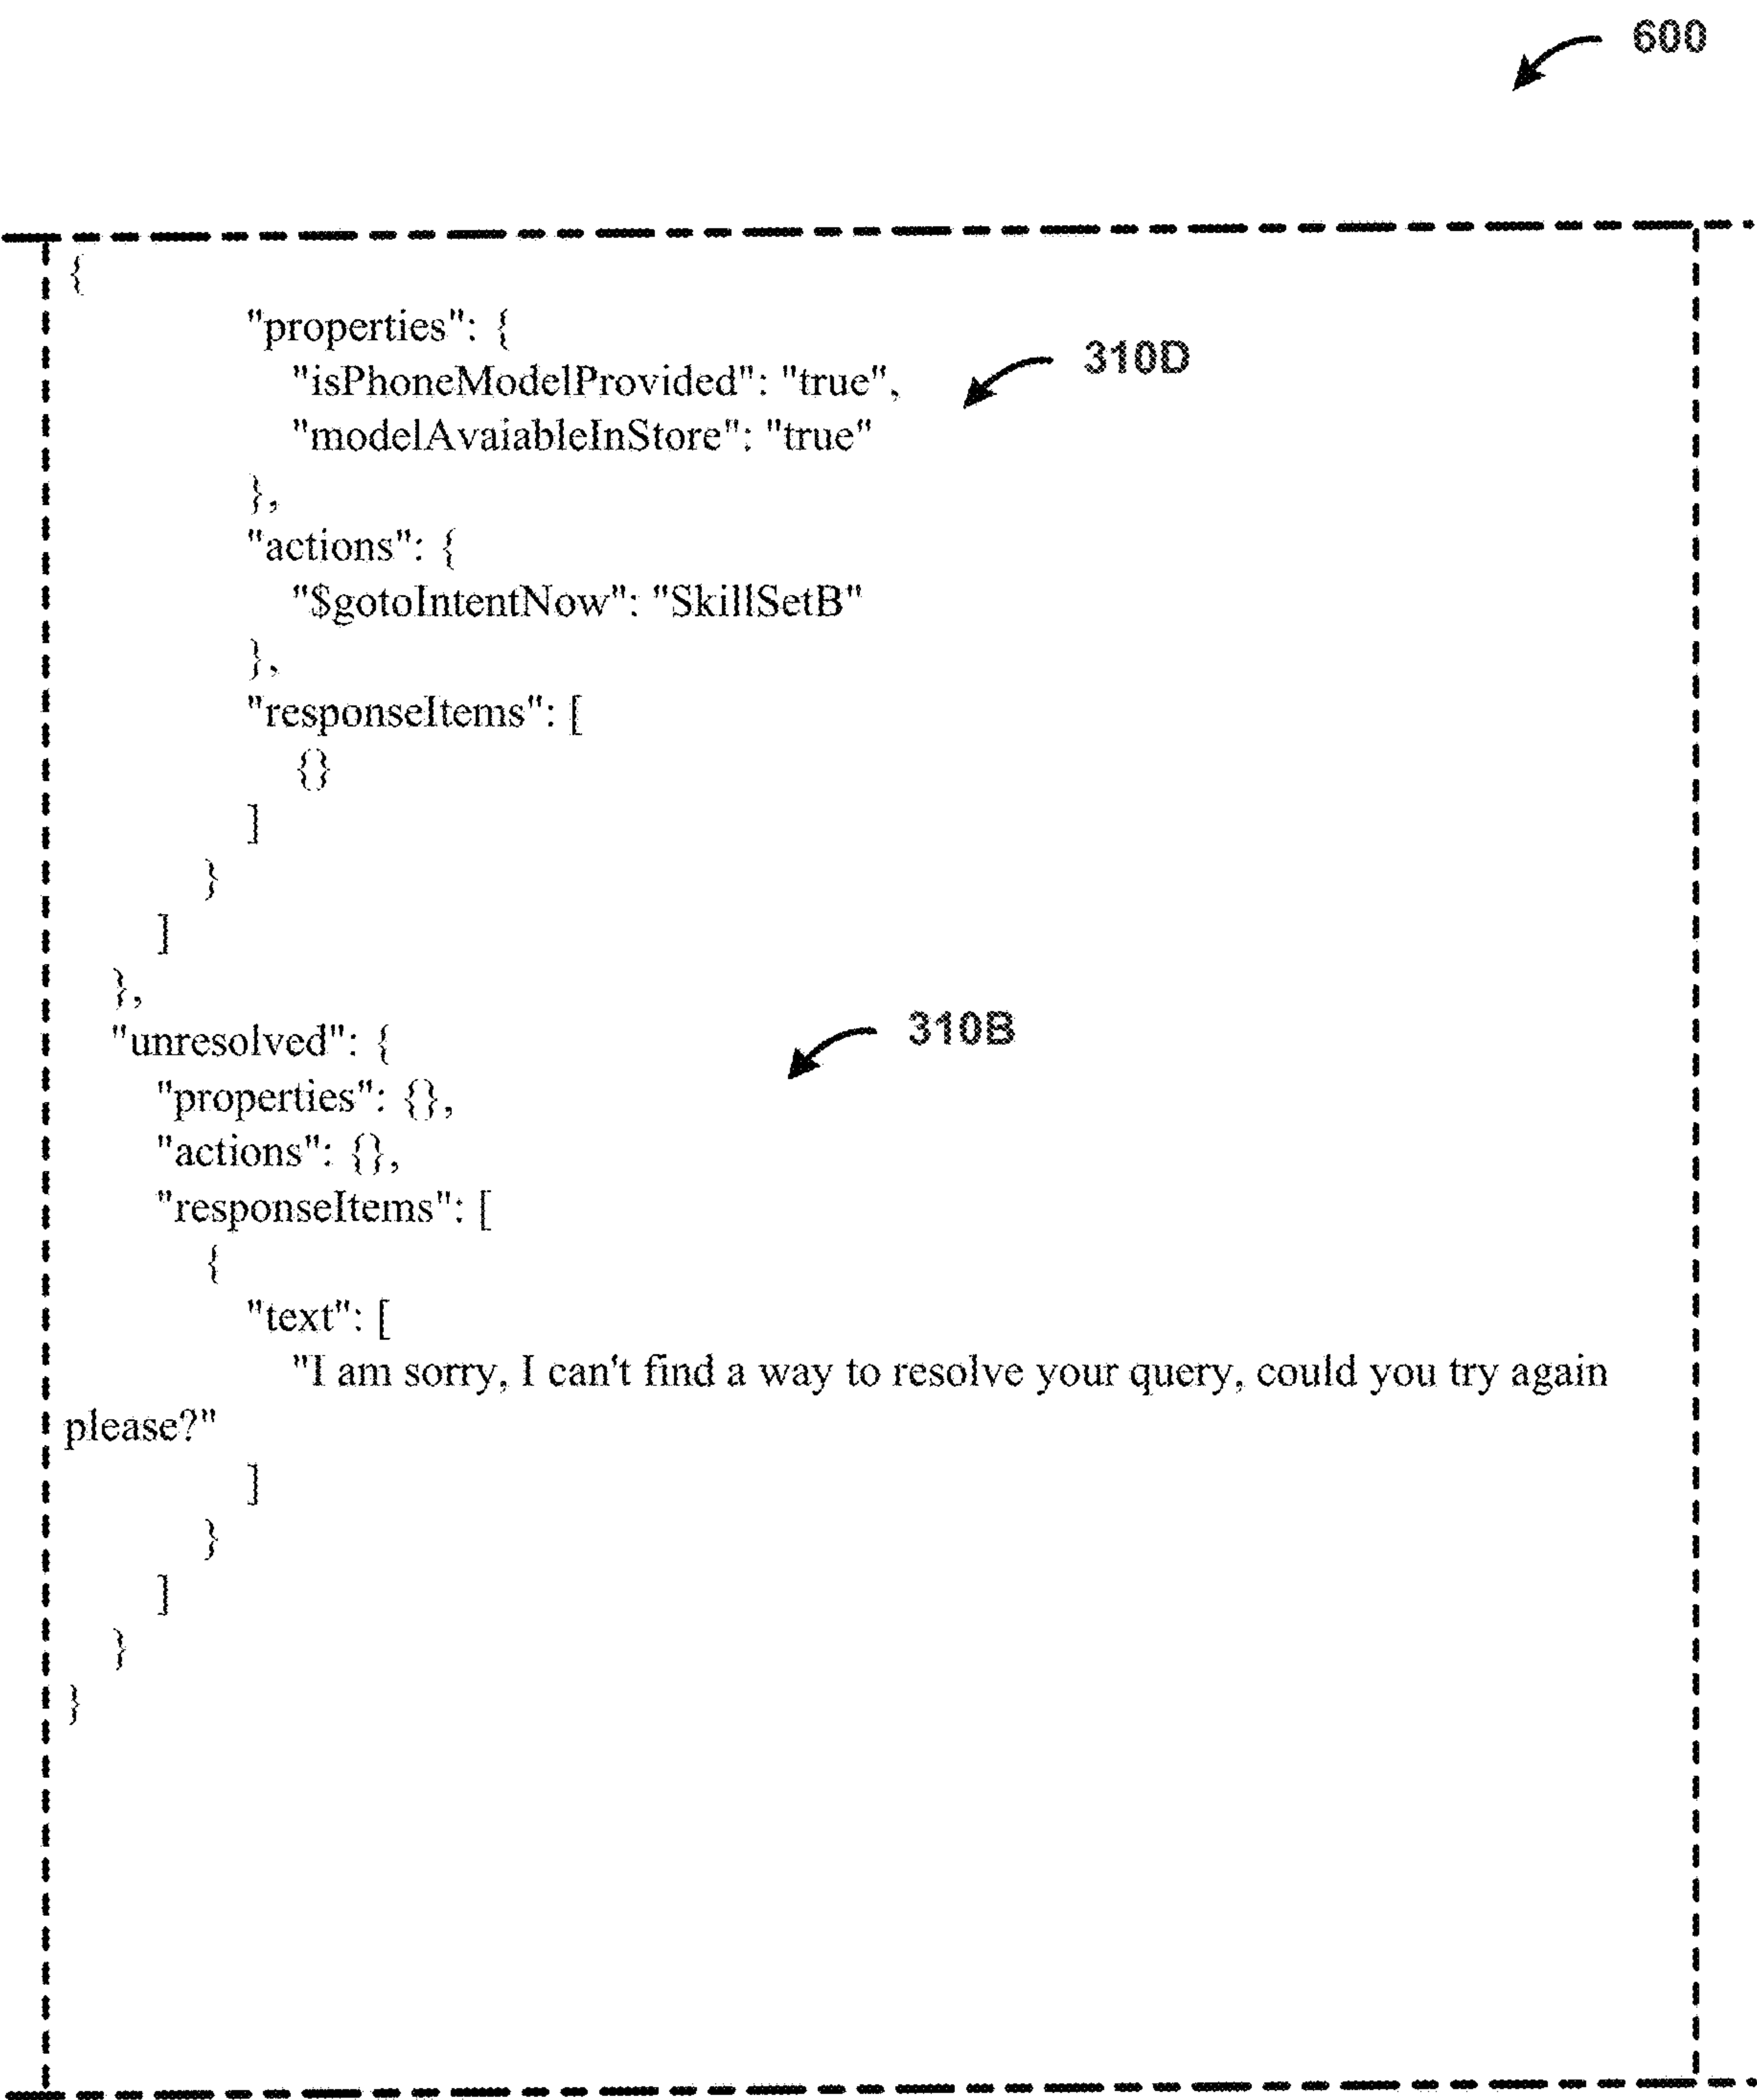 600
{
"properties": {
"isPhoneModelProvided": "true",
310D
"modelAvaiableInStore": "true"
},
"actions": {
"$gotoIntentNow": "SkillSetB"
},
"responseItems": [
{}
]
}
]
},
"unresolved": {
310B
"properties": {},
"actions": {},
"responseItems": [
{
"text": [
"I am sorry, I can't find a way to resolve your query, could you try again
please?"
]
}
]
}
}